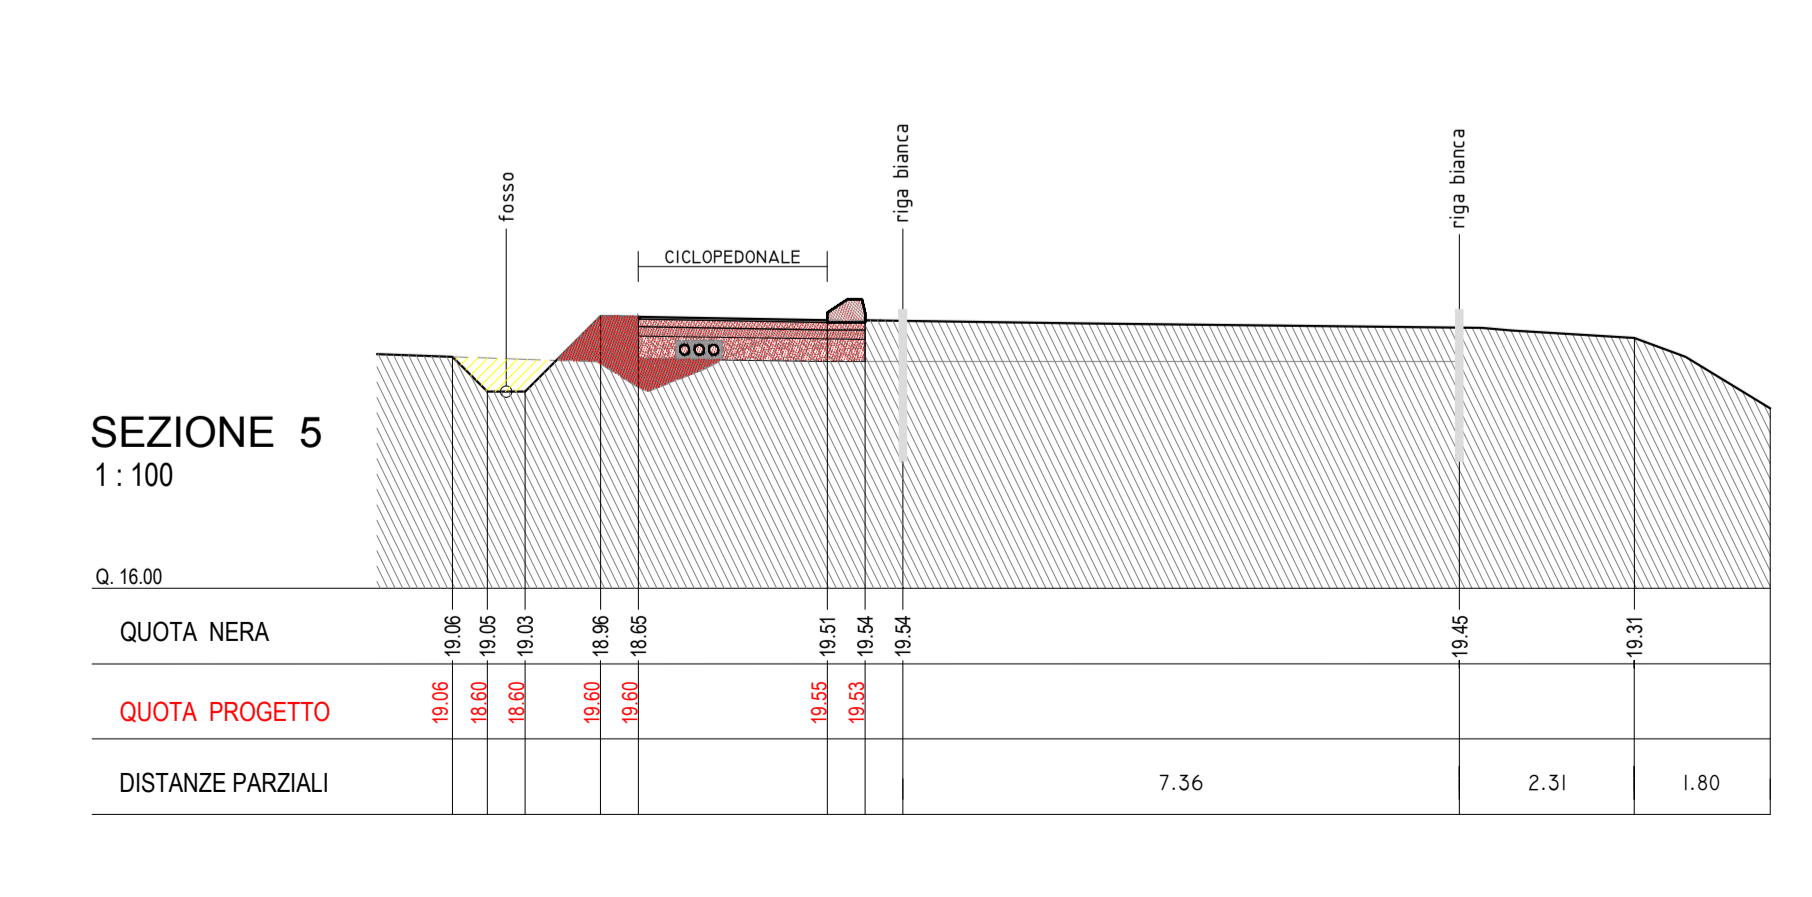 fosso
riga bianca
riga bianca
CICLOPEDONALE
SEZIONE 5
1 : 100
Q. 16.00
QUOTA NERA 19.06 19.05 19.03 18.96 18.65 19.51 19.54 19.54 19.45 19.31
QUOTA PROGETTO 19.06 18.60 18.60 19.60 19.60 19.55 19.53
DISTANZE PARZIALI 7.36 2.31 1.80